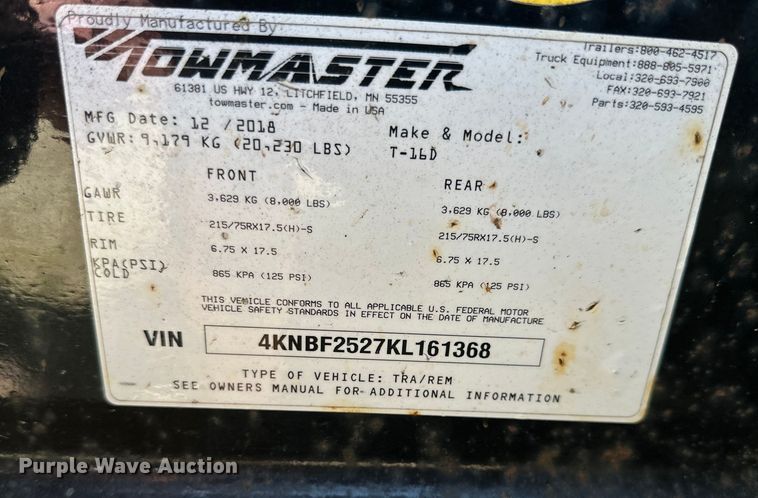 Proudly Manufactured By:
TOWMASTER
61381 US HWY 12, LITCHFIELD, MN 55355
towmaster.com - Made in USA
Trailers:800-462-4517
Truck Equipment:888-805-5971
Local:320-693-7900
FAX:320-693-7921
Parts:320-593-4595
MFG Date: 12 /2018
GVWR: 9,179 KG (20,230 LBS)
Make & Model:
T-16D
FRONT REAR
GAWR 3,629 KG (8,000 LBS) 3,629 KG (8,000 LBS)
TIRE 215/75RX17.5(H)-S 215/75RX17.5(H)-S
RIM 6.75 X 17.5 6.75 X 17.5
KPA(PSI) COLD 865 KPA (125 PSI) 865 KPA (125 PSI)
THIS VEHICLE CONFORMS TO ALL APPLICABLE U.S. FEDERAL MOTOR
VEHICLE SAFETY STANDARDS IN EFFECT ON THE DATE OF MANUFACTURE
VIN 4KNBF2527KL161368
TYPE OF VEHICLE: TRA/REM
SEE OWNERS MANUAL FOR ADDITIONAL INFORMATION
Purple Wave Auction